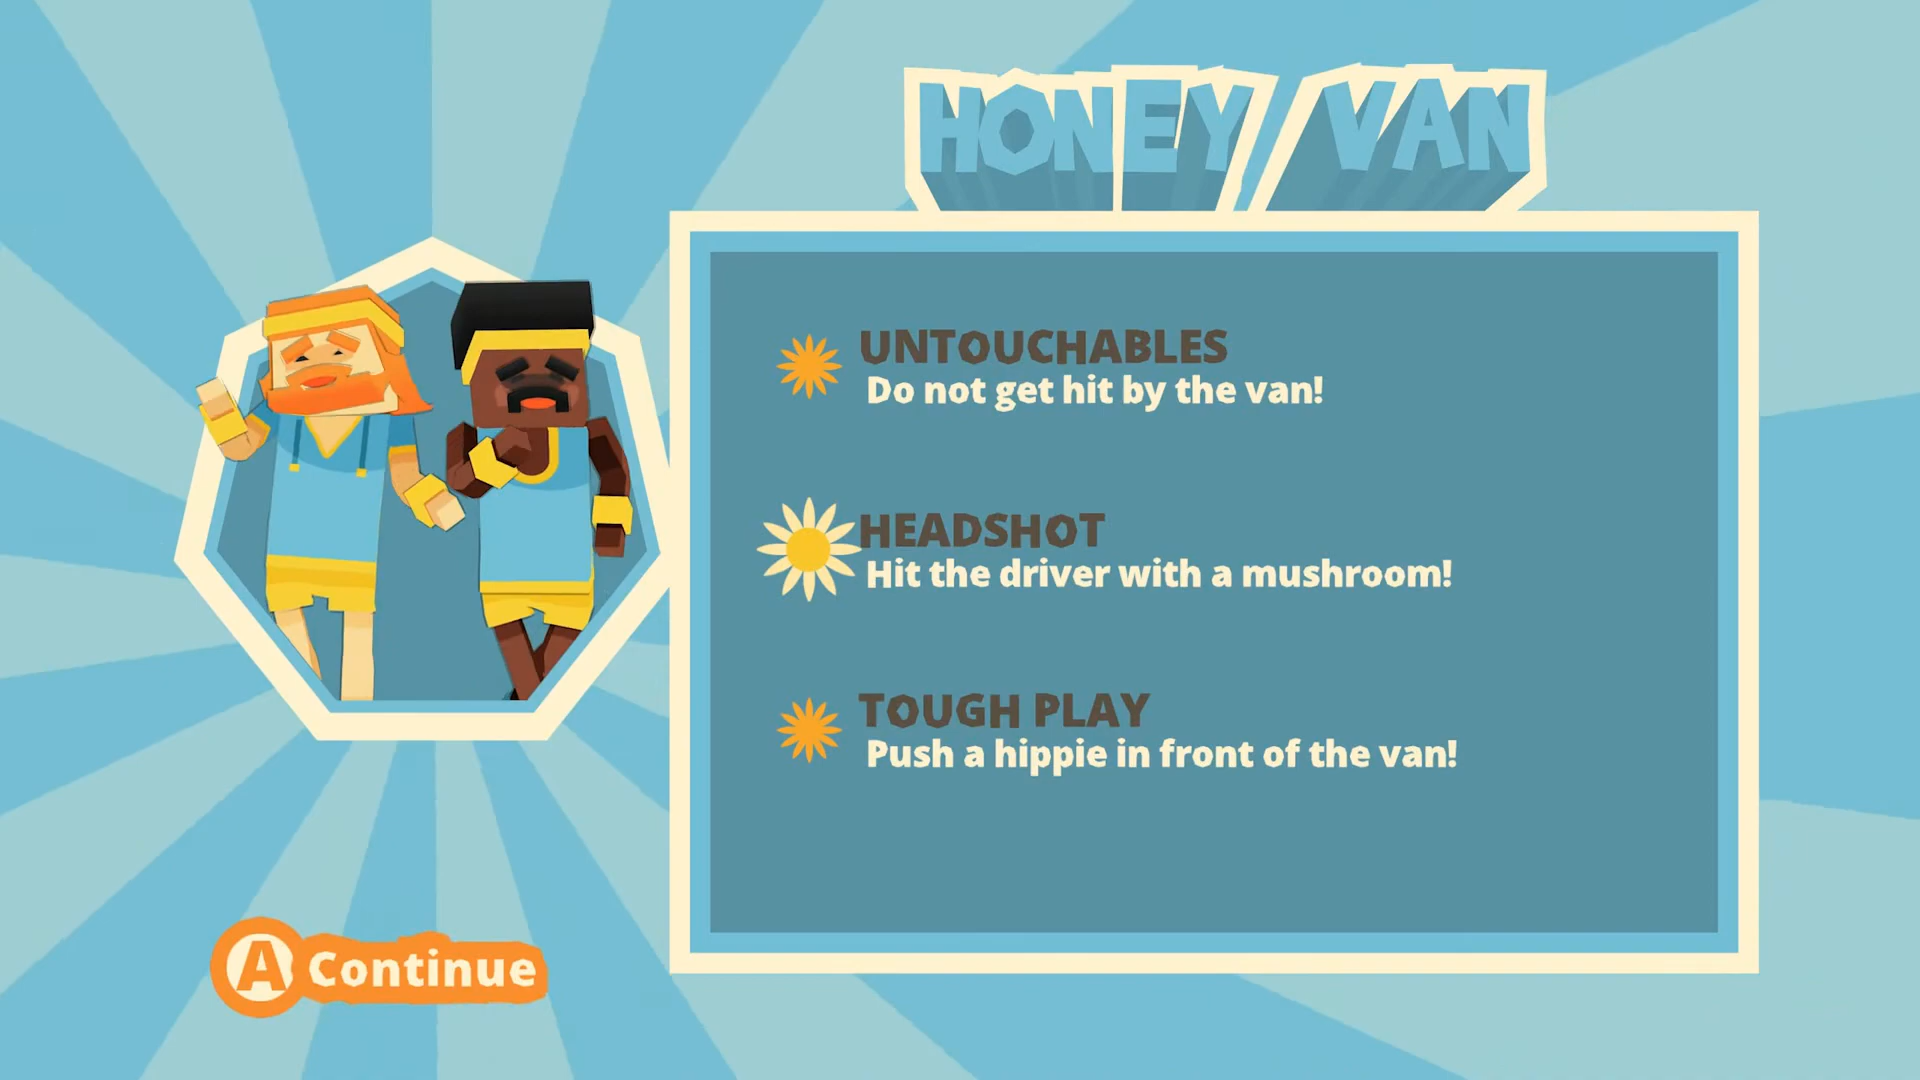 HONEY VAN
UNTOUCHABLES
Do not get hit by the van!
HEADSHOT
Hit the driver with a mushroom!
TOUGH PLAY
Push a hippie in front of the van!
A Continue